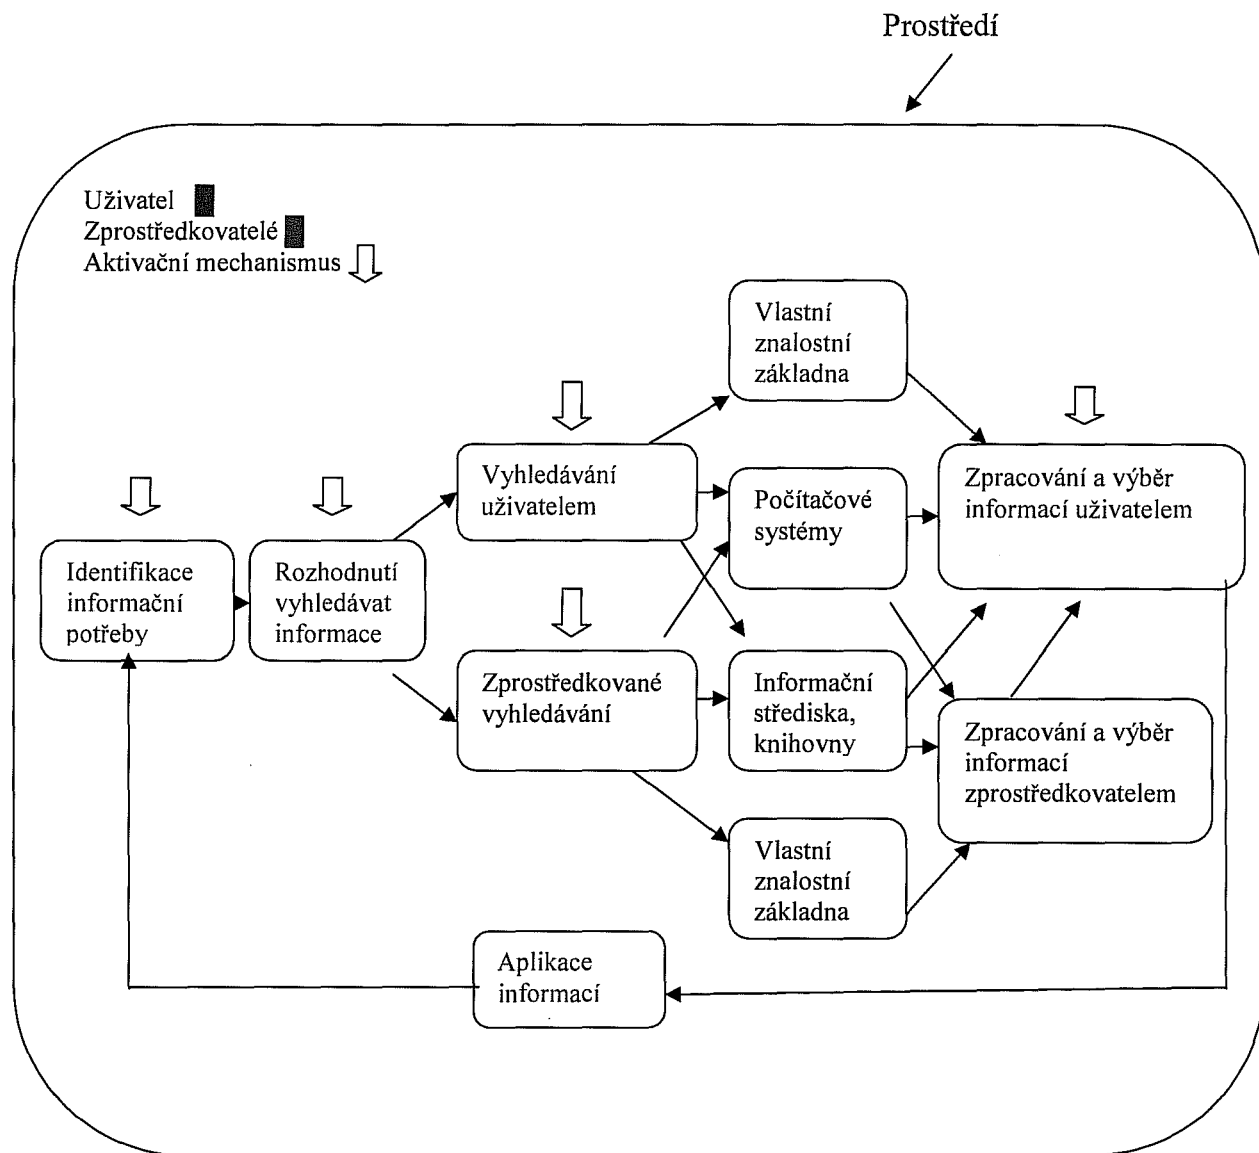 Prostředí
Uživatel
Zprostředkovatelé
Aktivační mechanismus
Vlastní
znalostní
základna
Vyhledávání
uživatelem
Počítačové
systémy
Zpracování a výběr
informací uživatelem
Identifikace
informační
potřeby
Rozhodnutí
vyhledávat
informace
Zprostředkované
vyhledávání
Informační
střediska,
knihovny
Zpracování a výběr
informací
zprostředkovatelem
Vlastní
znalostní
základna
Aplikace
informací